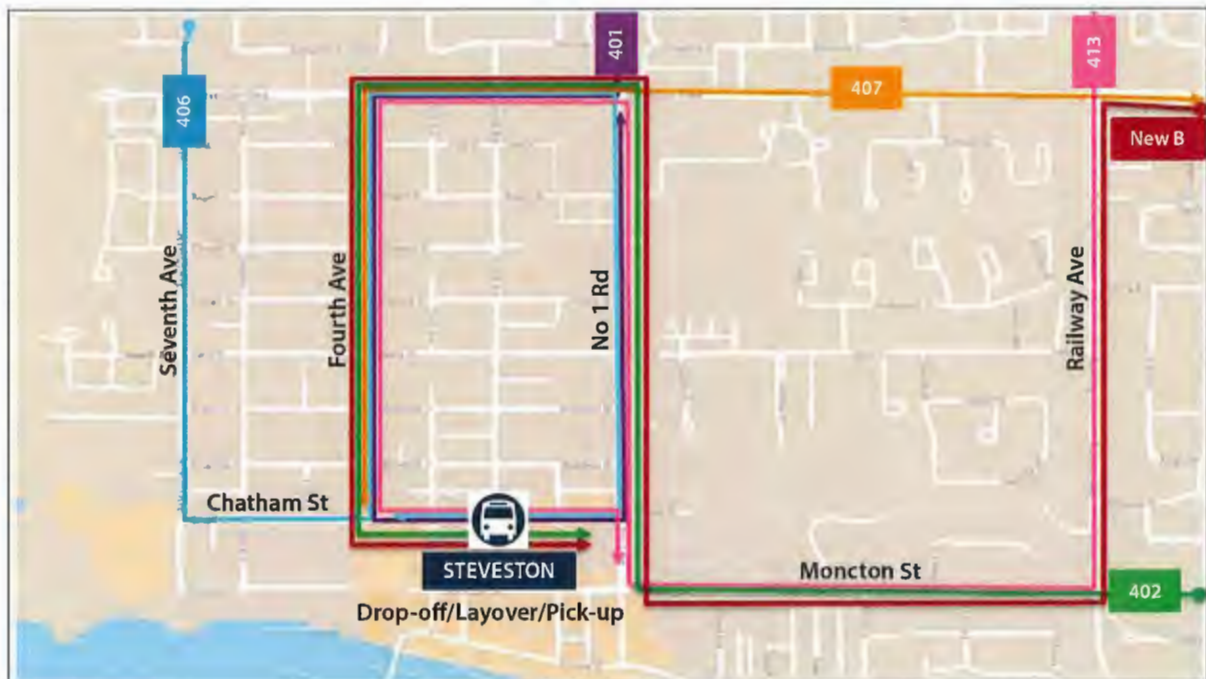 401
413
406
407
New B
Seventh Ave
Fourth Ave
No 1 Rd
Railway Ave
Chatham St
STEVESTON
Moncton St
402
Drop-off/Layover/Pick-up